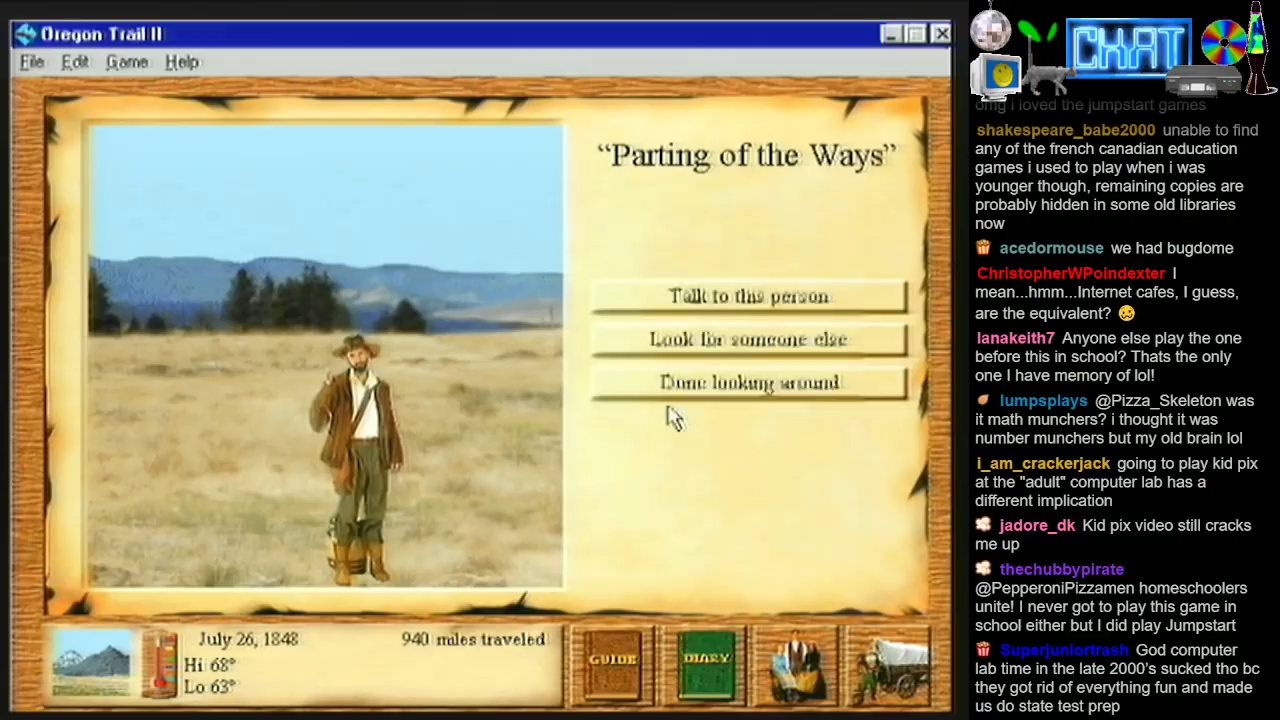 Oregon Trail II
File Edit Game Help
"Parting of the Ways"
Talk to this person
Look for someone else
Done looking around
July 26, 1848
940 miles traveled
Hi 68°
Lo 63°
GUIDE
DIARY
CHAT
omg i loved the jumpstart games
shakespeare_babe2000 unable to find
any of the french canadian education
games i used to play when i was
younger though, remaining copies are
probably hidden in some old libraries
now
acedormouse we had bugdome
ChristopherWPoindexter I
mean...hmm...Internet cafes, I guess,
are the equivalent? 🥴
lanakeith7 Anyone else play the one
before this in school? Thats the only
one I have memory of lol!
lumpsplays @Pizza_Skeleton was
it math munchers? i thought it was
number munchers but my old brain lol
i_am_crackerjack going to play kid pix
at the "adult" computer lab has a
different implication
jadore_dk Kid pix video still cracks
me up
thechubbypirate
@PepperoniPizzamen homeschoolers
unite! I never got to play this game in
school either but I did play Jumpstart
Superjuniortrash God computer
lab time in the late 2000's sucked tho bc
they got rid of everything fun and made
us do state test prep